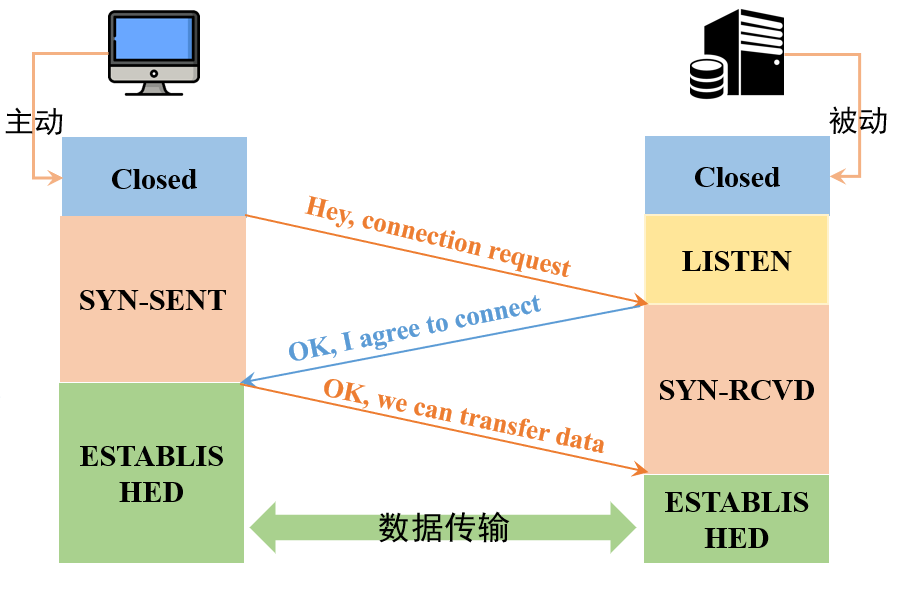 主动
被动
Closed
Closed
Hey, connection request
LISTEN
SYN-SENT
OK, I agree to connect
SYN-RCVD
OK, we can transfer data
ESTABLIS
HED
数据传输
ESTABLIS
HED